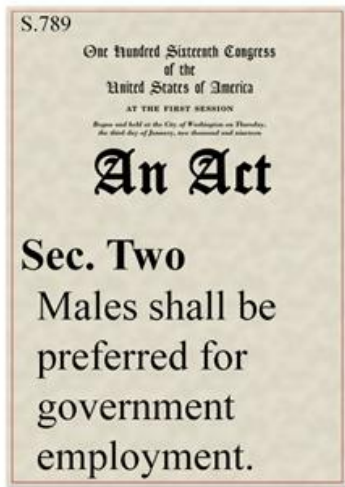 S.789
One Hundred Sixteenth Congress
of the
United States of America
AT THE FIRST SESSION
Begun and held at the City of Washington on Thursday,
the third day of January, two thousand and nineteen
An Act
Sec. Two
Males shall be
preferred for
government
employment.